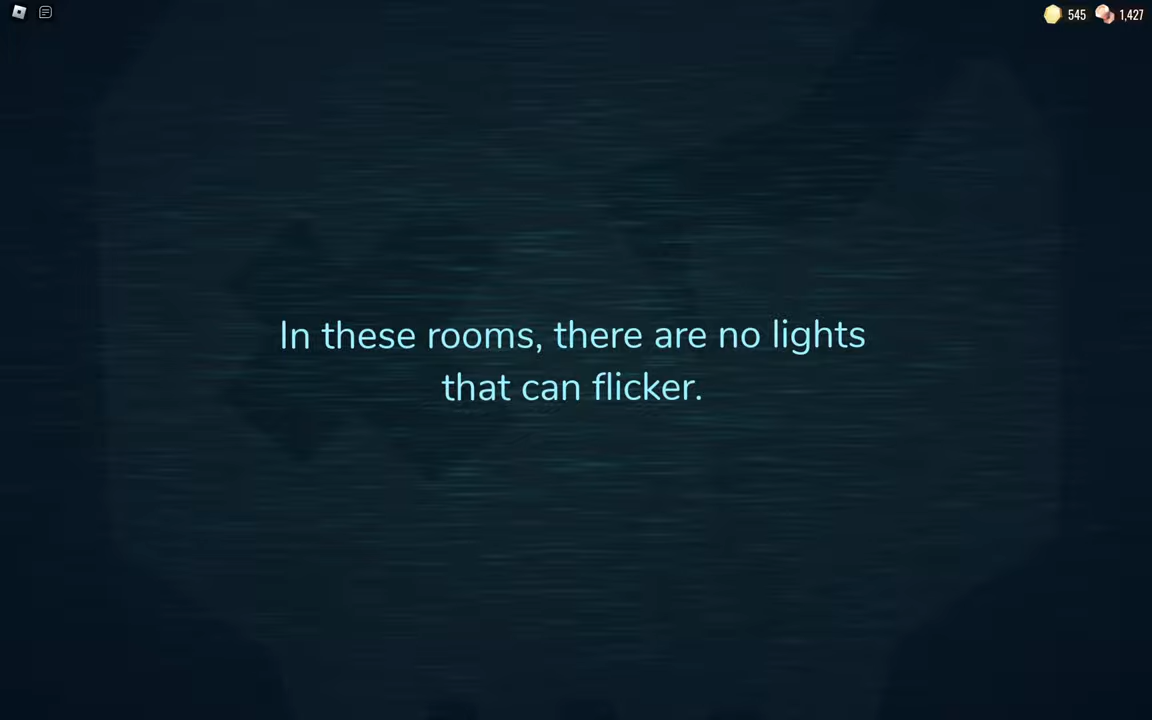 545 1,427
In these rooms, there are no lights
that can flicker.